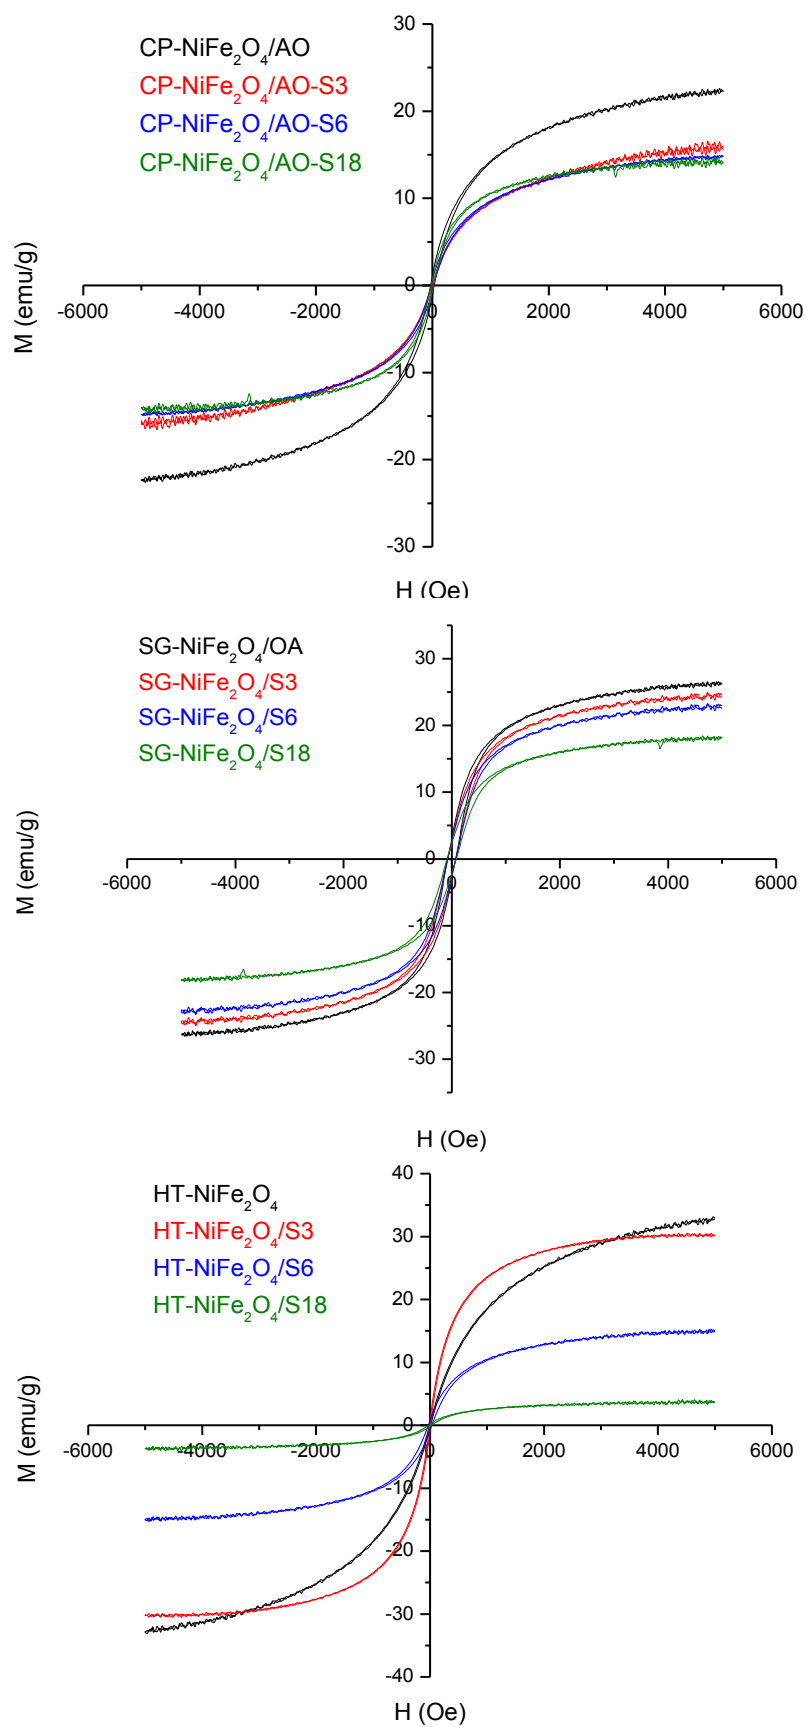 CP-NiFe2O4/AO
CP-NiFe2O4/AO-S3
CP-NiFe2O4/AO-S6
CP-NiFe2O4/AO-S18
30
20
10
0
-10
-20
-30
-6000 -4000 -2000 0 2000 4000 6000
M (emu/g)
H (Oe)
SG-NiFe2O4/OA
SG-NiFe2O4/S3
SG-NiFe2O4/S6
SG-NiFe2O4/S18
30
20
10
0
-10
-20
-30
-6000 -4000 -2000 0 2000 4000 6000
M (emu/g)
H (Oe)
HT-NiFe2O4
HT-NiFe2O4/S3
HT-NiFe2O4/S6
HT-NiFe2O4/S18
40
30
20
10
0
-10
-20
-30
-40
-6000 -4000 -2000 0 2000 4000 6000
M (emu/g)
H (Oe)